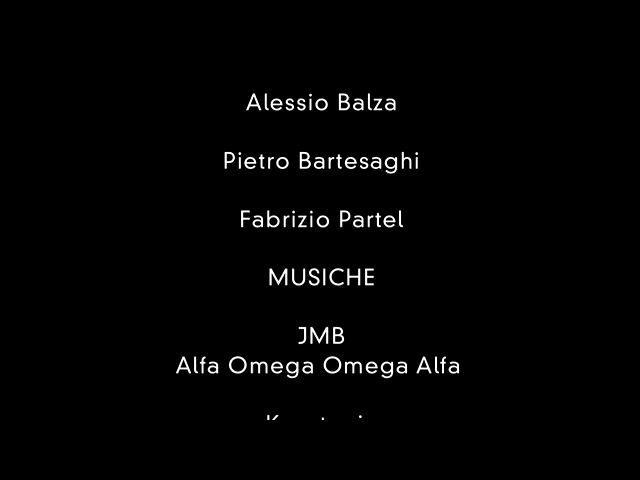 Alessio Balza
Pietro Bartesaghi
Fabrizio Partel
MUSICHE
JMB
Alfa Omega Omega Alfa